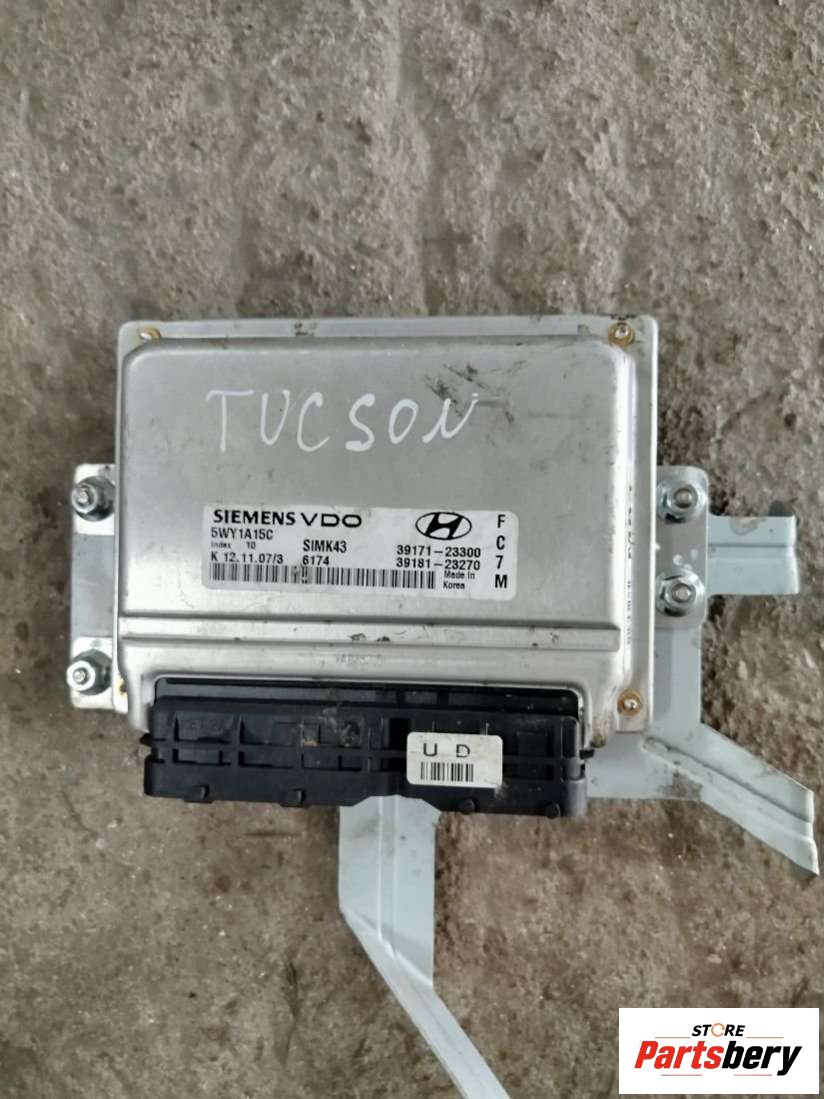 TUCSON
SIEMENS VDO
5WY1A15C
Index 10 SIMK43 39171-23300
K 12.11.07/3 6174 39181-23270
Made in
Korea
F
C
7
M
U D
STORE
Partsbery